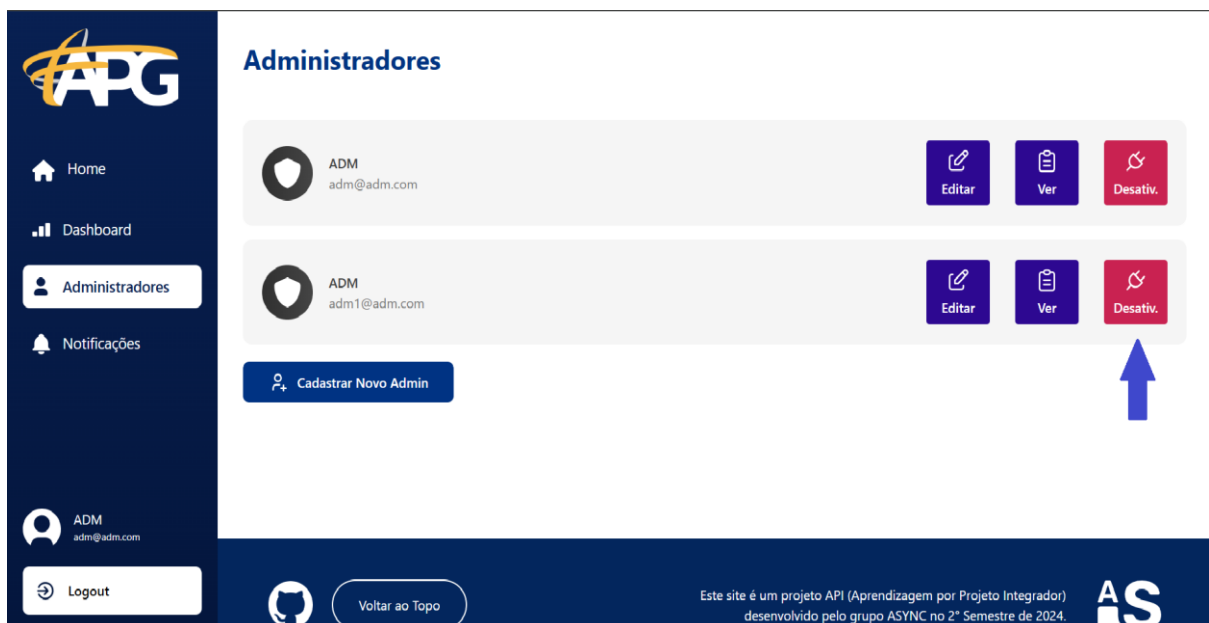 APG
Home
Dashboard
Administradores
Notificações
ADM
adm@adm.com
Logout
Administradores
ADM
adm@adm.com
Editar
Ver
Desativ.
ADM
adm1@adm.com
Editar
Ver
Desativ.
Cadastrar Novo Admin
Voltar ao Topo
Este site é um projeto API (Aprendizagem por Projeto Integrador)
desenvolvido pelo grupo ASYNC no 2° Semestre de 2024.
AS